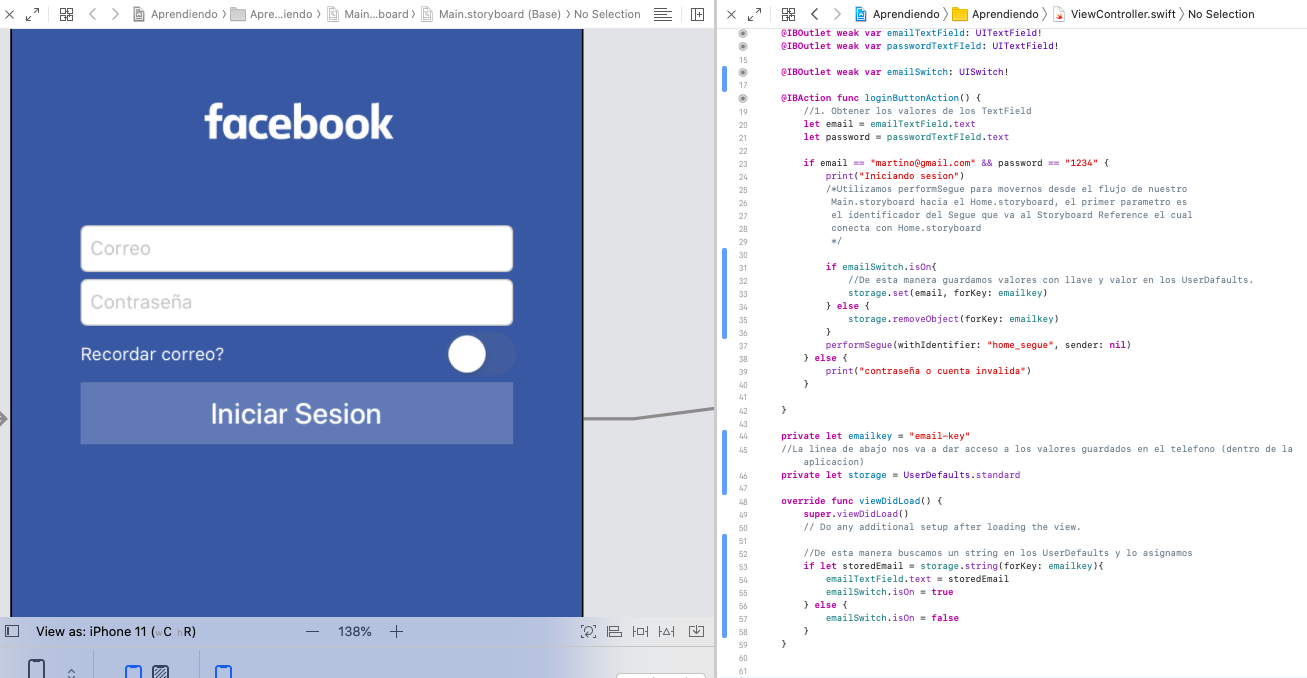 Aprendiendo
Apre...iendo
Main...board
Main.storyboard (Base)
No Selection
facebook
Correo
Contraseña
Recordar correo?
Iniciar Sesion
View as: iPhone 11 (wC hR)
138%
Aprendiendo
Aprendiendo
ViewController.swift
No Selection
@IBOutlet weak var emailTextField: UITextField!
@IBOutlet weak var passwordTextFIeld: UITextField!
15
@IBOutlet weak var emailSwitch: UISwitch!
17
@IBAction func loginButtonAction() {
19 //1. Obtener los valores de los TextField
20 let email = emailTextField.text
21 let password = passwordTextFIeld.text
22
23 if email == "martino@gmail.com" && password == "1234" {
24 print("Iniciando sesion")
25 /*Utilizamos performSegue para movernos desde el flujo de nuestro
26 Main.storyboard hacia el Home.storyboard, el primer parametro es
27 el identificador del Segue que va al Storyboard Reference el cual
28 conecta con Home.storyboard
29 */
30
31 if emailSwitch.isOn{
32 //De esta manera guardamos valores con llave y valor en los UserDafaults.
33 storage.set(email, forKey: emailkey)
34 } else {
35 storage.removeObject(forKey: emailkey)
36 }
37 performSegue(withIdentifier: "home_segue", sender: nil)
38 } else {
39 print("contraseña o cuenta invalida")
40 }
41
42 }
43
44 private let emailkey = "email-key"
45 //La linea de abajo nos va a dar acceso a los valores guardados en el telefono (dentro de la
aplicacion)
46 private let storage = UserDefaults.standard
47
48 override func viewDidLoad() {
49 super.viewDidLoad()
50 // Do any additional setup after loading the view.
51
52 //De esta manera buscamos un string en los UserDefaults y lo asignamos
53 if let storedEmail = storage.string(forKey: emailkey){
54 emailTextField.text = storedEmail
55 emailSwitch.isOn = true
56 } else {
57 emailSwitch.isOn = false
58 }
59 }
60
61